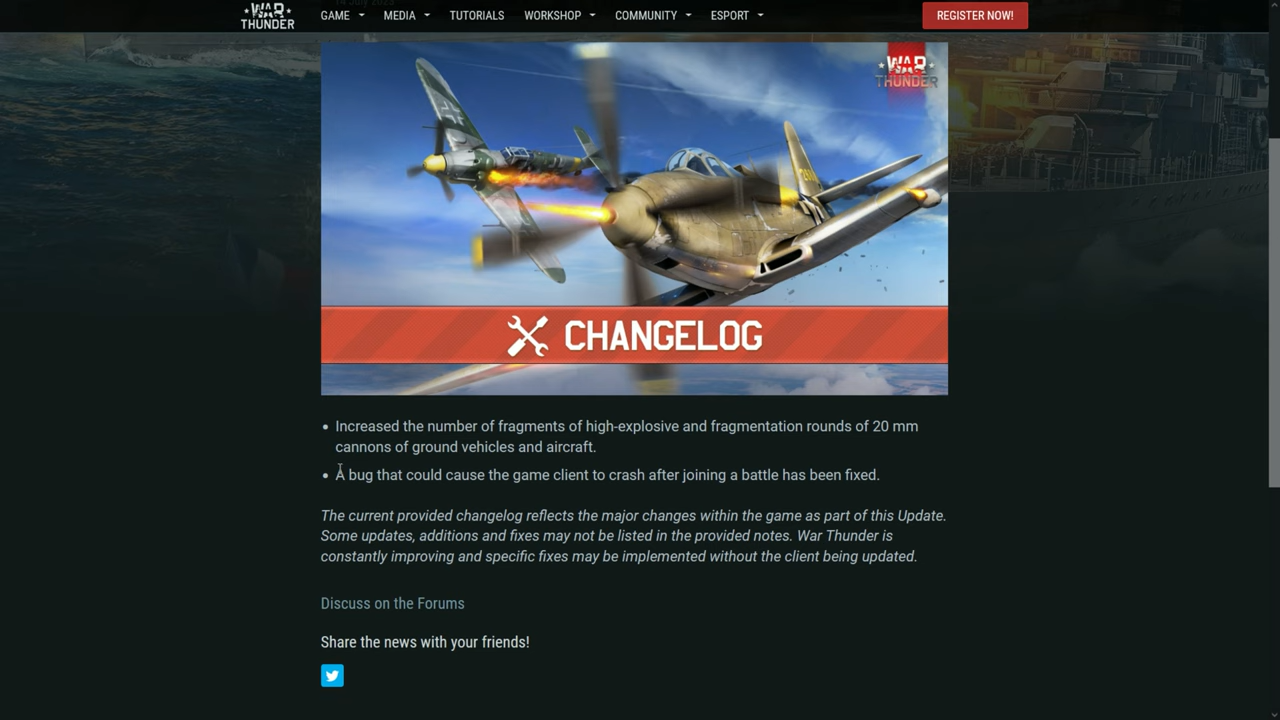 WAR THUNDER
GAME
MEDIA
TUTORIALS
WORKSHOP
COMMUNITY
ESPORT
REGISTER NOW!
WAR THUNDER
CHANGELOG
• Increased the number of fragments of high-explosive and fragmentation rounds of 20 mm
cannons of ground vehicles and aircraft.
• A bug that could cause the game client to crash after joining a battle has been fixed.
The current provided changelog reflects the major changes within the game as part of this Update.
Some updates, additions and fixes may not be listed in the provided notes. War Thunder is
constantly improving and specific fixes may be implemented without the client being updated.
Discuss on the Forums
Share the news with your friends!